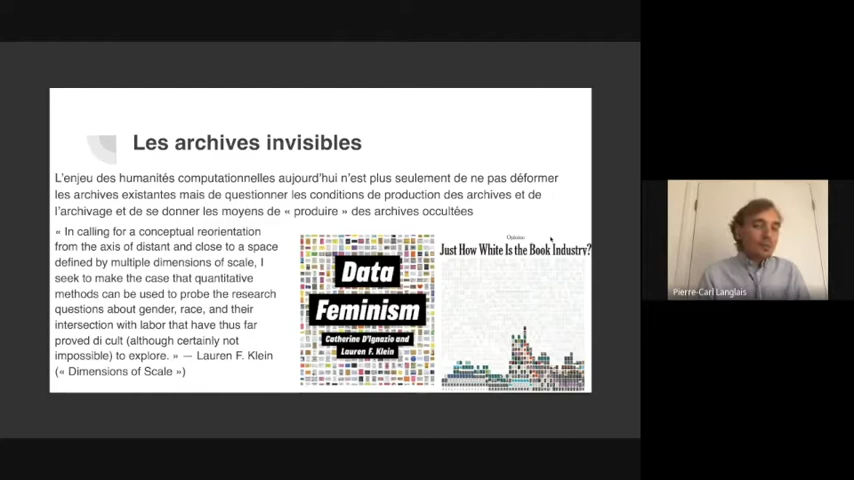 Les archives invisibles
L'enjeu des humanités computationnelles aujourd'hui n'est plus seulement de ne pas déformer
les archives existantes mais de questionner les conditions de production des archives et de
l'archivage et de se donner les moyens de « produire » des archives occultées
« In calling for a conceptual reorientation
from the axis of distant and close to a space
defined by multiple dimensions of scale, I
seek to make the case that quantitative
methods can be used to probe the research
questions about gender, race, and their
intersection with labor that have thus far
proved di cult (although certainly not
impossible) to explore. » — Lauren F. Klein
(« Dimensions of Scale »)
Data
Feminism
Catherine D'Ignazio and
Lauren F. Klein
Opinion
Just How White Is the Book Industry?
Pierre-Carl Langlais